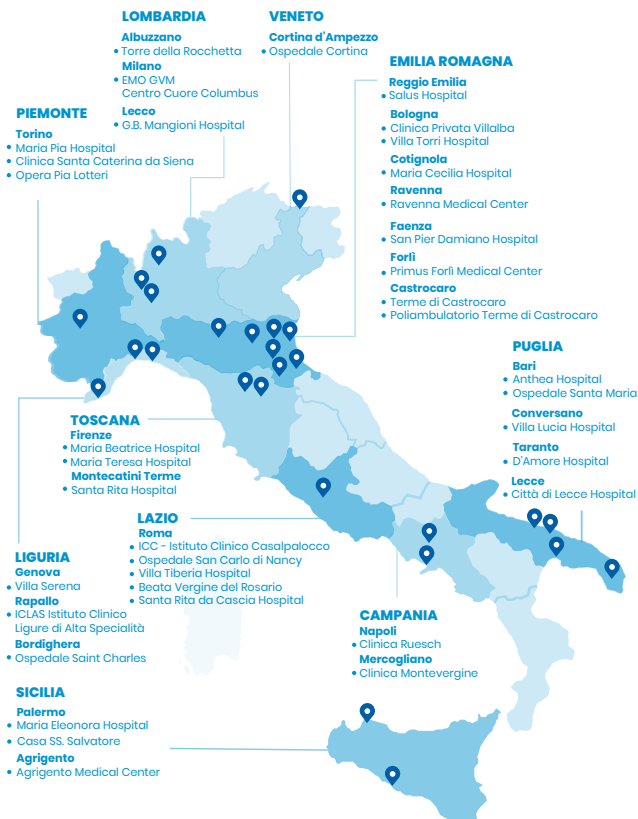 LOMBARDIA
Albuzzano
• Torre della Rocchetta
Milano
• EMO GVM
Centro Cuore Columbus
Lecco
• G.B. Mangioni Hospital
VENETO
Cortina d'Ampezzo
• Ospedale Cortina
EMILIA ROMAGNA
Reggio Emilia
• Salus Hospital
Bologna
• Clinica Privata Villalba
• Villa Torri Hospital
Cotignola
• Maria Cecilia Hospital
Ravenna
• Ravenna Medical Center
Faenza
• San Pier Damiano Hospital
Forlì
• Primus Forlì Medical Center
Castrocaro
• Terme di Castrocaro
• Poliambulatorio Terme di Castrocaro
PIEMONTE
Torino
• Maria Pia Hospital
• Clinica Santa Caterina da Siena
• Opera Pia Lotteri
PUGLIA
Bari
• Anthea Hospital
• Ospedale Santa Maria
Conversano
• Villa Lucia Hospital
Taranto
• D'Amore Hospital
Lecce
• Città di Lecce Hospital
TOSCANA
Firenze
• Maria Beatrice Hospital
• Maria Teresa Hospital
Montecatini Terme
• Santa Rita Hospital
LAZIO
Roma
• ICC - Istituto Clinico Casalpalocco
• Ospedale San Carlo di Nancy
• Villa Tiberia Hospital
• Beata Vergine del Rosario
• Santa Rita da Cascia Hospital
LIGURIA
Genova
• Villa Serena
Rapallo
• ICLAS Istituto Clinico
Ligure di Alta Specialità
Bordighera
• Ospedale Saint Charles
CAMPANIA
Napoli
• Clinica Ruesch
Mercogliano
• Clinica Montevergine
SICILIA
Palermo
• Maria Eleonora Hospital
• Casa SS. Salvatore
Agrigento
• Agrigento Medical Center